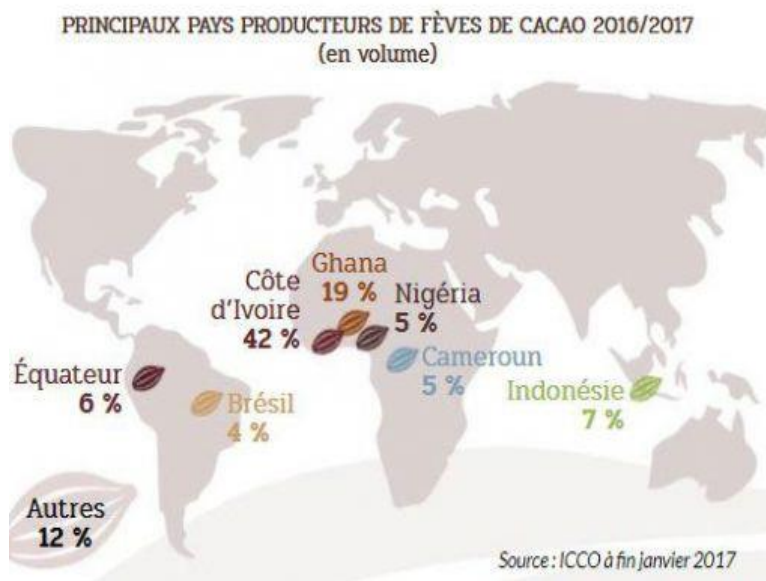 PRINCIPAUX PAYS PRODUCTEURS DE FÈVES DE CACAO 2016/2017
(en volume)
Ghana
19 %
Côte
d'Ivoire
42 %
Nigéria
5 %
Cameroun
5 %
Équateur
6 %
Brésil
4 %
Indonésie
7 %
Autres
12 %
Source : ICCO à fin janvier 2017